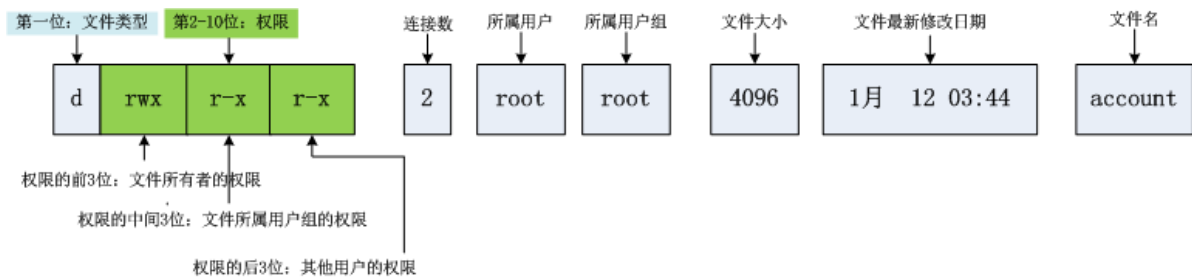 第一位：文件类型 第2-10位：权限 连接数 所属用户 所属用户组 文件大小 文件最新修改日期 文件名
d rwx r-x r-x 2 root root 4096 1月 12 03:44 account
权限的前3位：文件所有者的权限
权限的中间3位：文件所属用户组的权限
权限的后3位：其他用户的权限